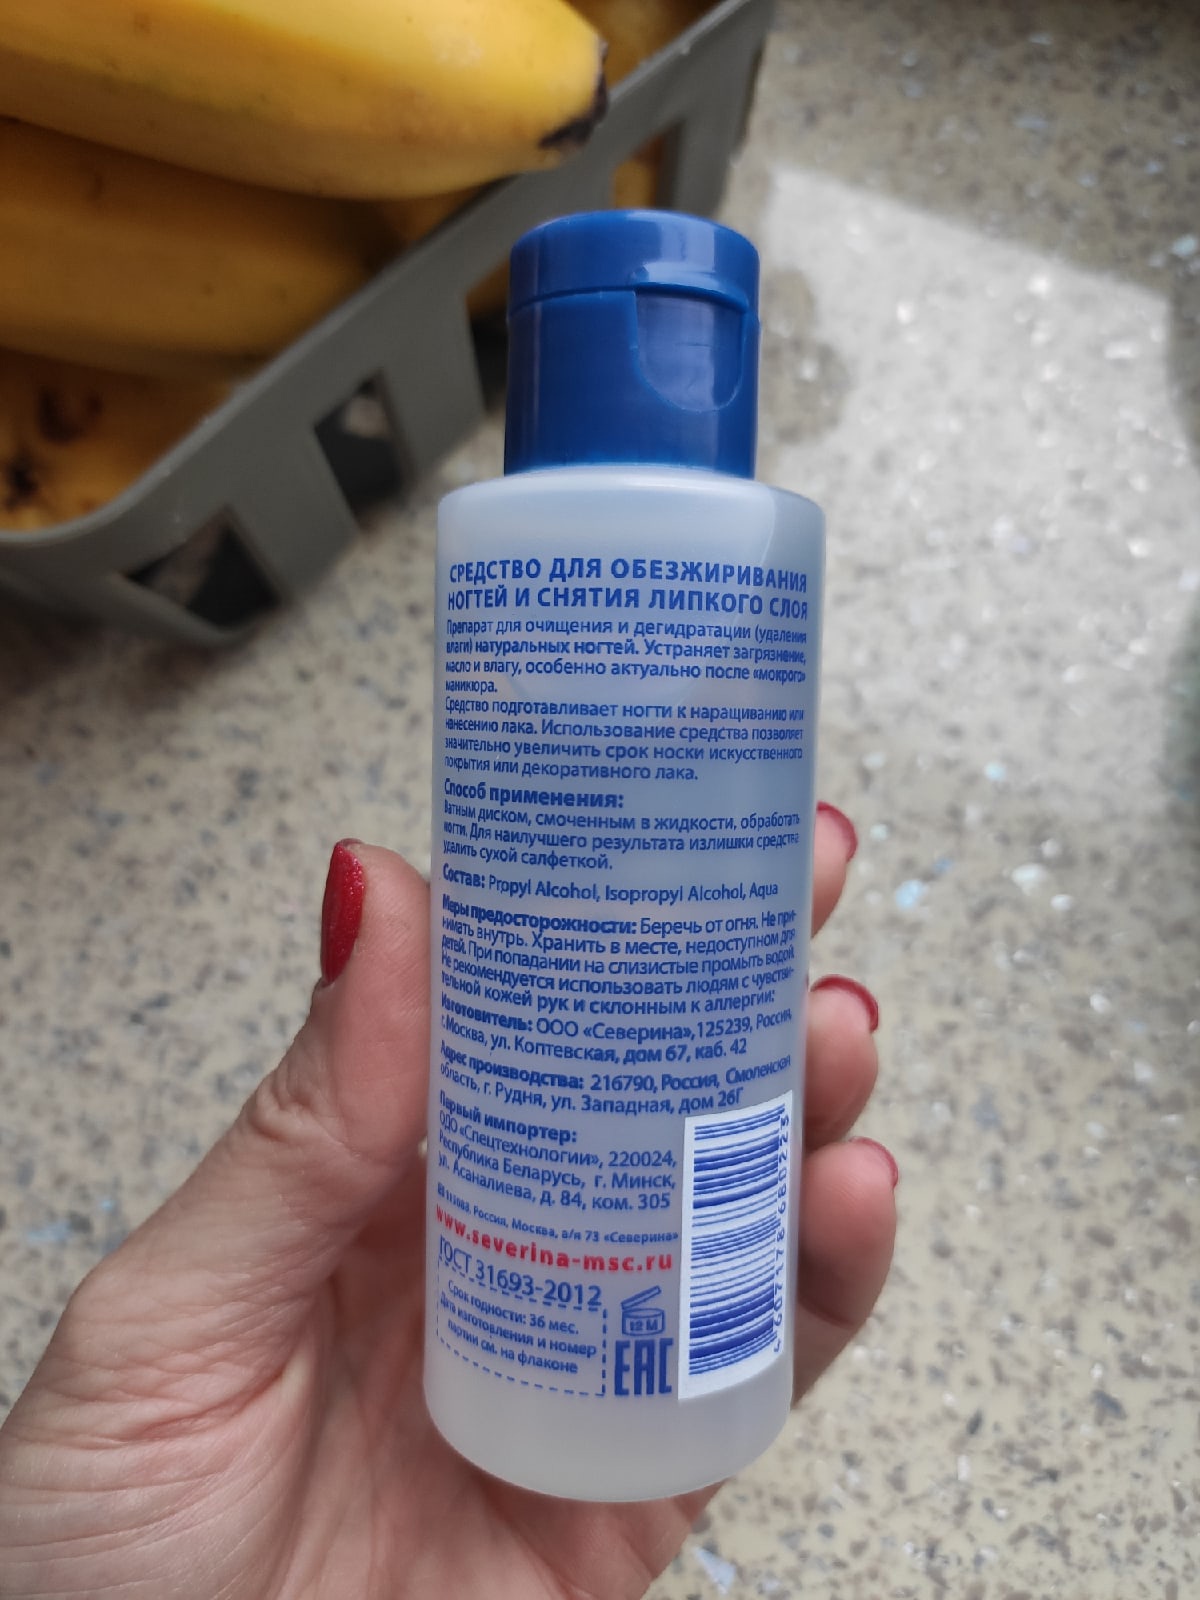 СРЕДСТВО ДЛЯ ОБЕЗЖИРИВАНИЯ
НОГТЕЙ И СНЯТИЯ ЛИПКОГО СЛОЯ
Препарат для очищения и дегидратации (удаления
влаги) натуральных ногтей. Устраняет загрязнение,
масло и влагу, особенно актуально после «мокрого»
маникюра.
Средство подготавливает ногти к наращиванию или
нанесению лака. Использование средства позволяет
значительно увеличить срок носки искусственного
покрытия или декоративного лака.
Способ применения:
Ватным диском, смоченным в жидкости, обработать
ногти. Для наилучшего результата излишки средства
удалить сухой салфеткой.
Состав: Propyl Alcohol, Isopropyl Alcohol, Aqua
Меры предосторожности: Беречь от огня. Не при-
нимать внутрь. Хранить в месте, недоступном для
детей. При попадании на слизистые промыть водой.
Не рекомендуется использовать людям с чувстви-
тельной кожей рук и склонным к аллергии.
Изготовитель: ООО «Северина», 125239, Россия,
г. Москва, ул. Коптевская, дом 67, каб. 42
Адрес производства: 216790, Россия, Смоленская
область, г. Рудня, ул. Западная, дом 26Г
Первый импортер:
ОДО «Спецтехнологии», 220024,
Республика Беларусь, г. Минск,
ул. Асаналиева, д. 84, ком. 305
Россия, Москва, а/я 73 «Северина»
www.severina-msc.ru
ГОСТ 31693-2012
Срок годности: 36 мес.
Дата изготовления и номер
партии см. на флаконе
12 M
EAC